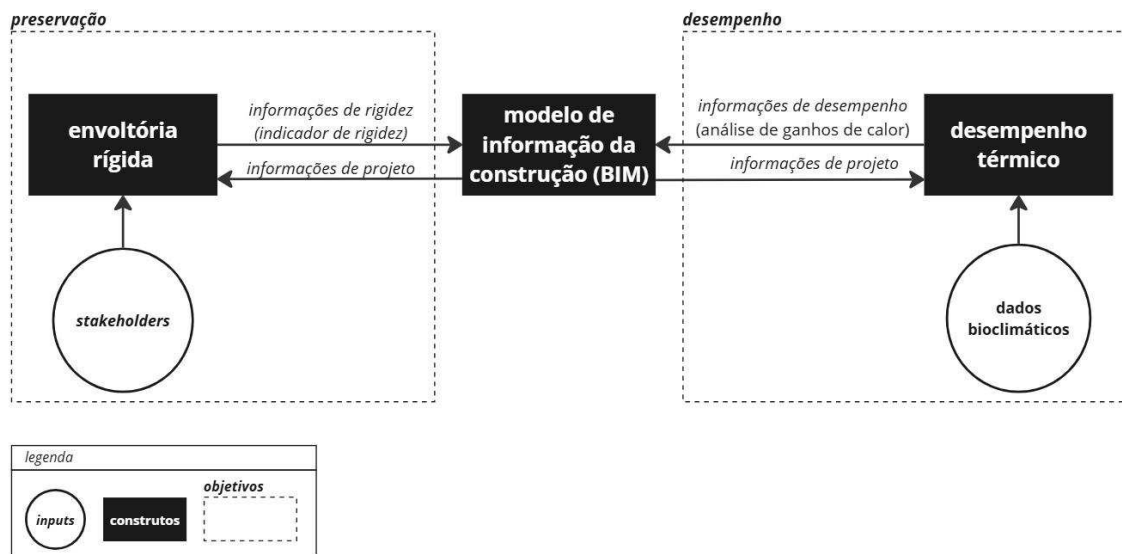 preservação
desempenho
envoltória
rígida
informações de rigidez
(indicador de rigidez)
informações de projeto
modelo de
informação da
construção (BIM)
informações de desempenho
(análise de ganhos de calor)
informações de projeto
desempenho
térmico
stakeholders
dados
bioclimáticos
legenda
inputs
construtos
objetivos